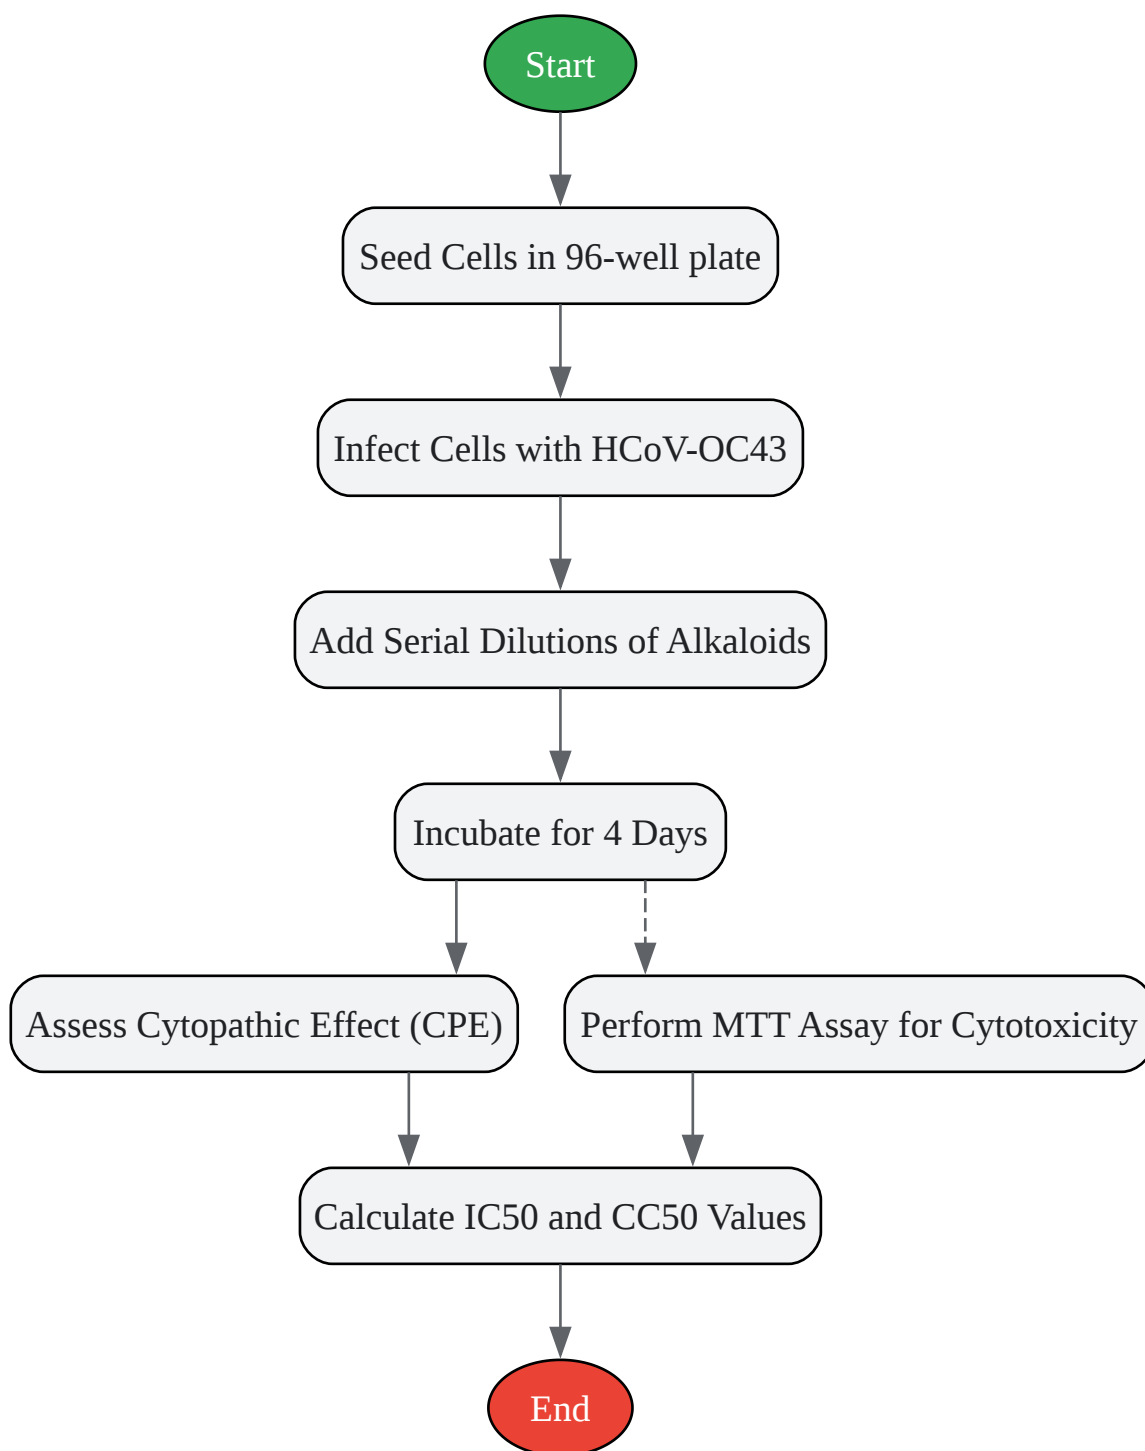 Start
Seed Cells in 96-well plate
Infect Cells with HCoV-OC43
Add Serial Dilutions of Alkaloids
Incubate for 4 Days
Assess Cytopathic Effect (CPE)
Perform MTT Assay for Cytotoxicity
Calculate IC50 and CC50 Values
End